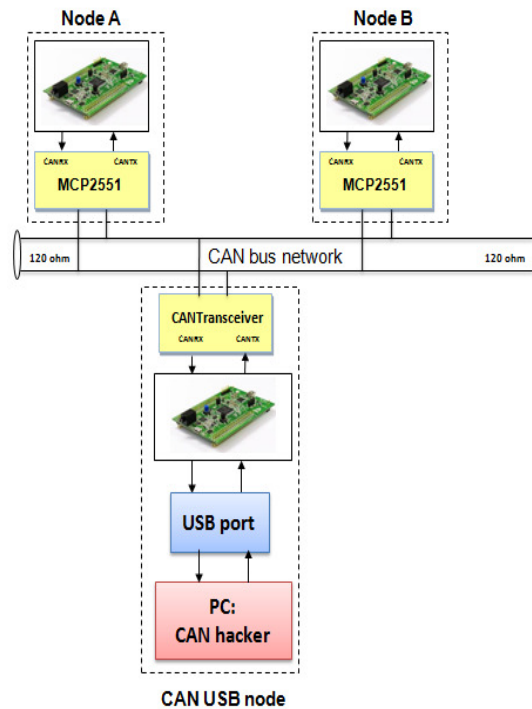 Node A
Node B
CANRX CANTX
MCP2551
CANRX CANTX
MCP2551
120 ohm
CAN bus network
120 ohm
CANTransceiver
CANRX CANTX
USB port
PC:
CAN hacker
CAN USB node